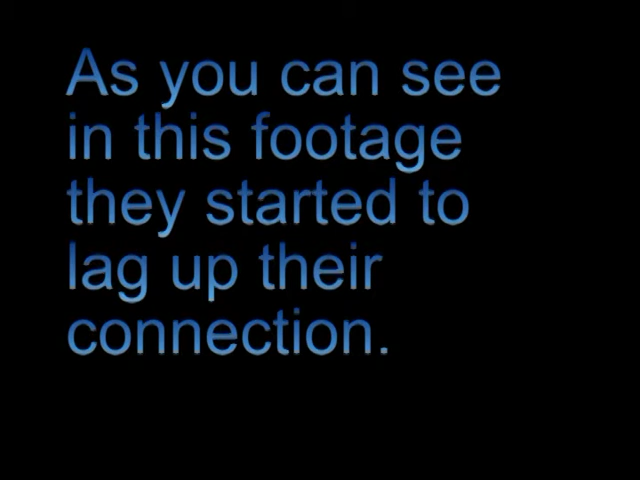 As you can see
in this footage
they started to
lag up their
connection.